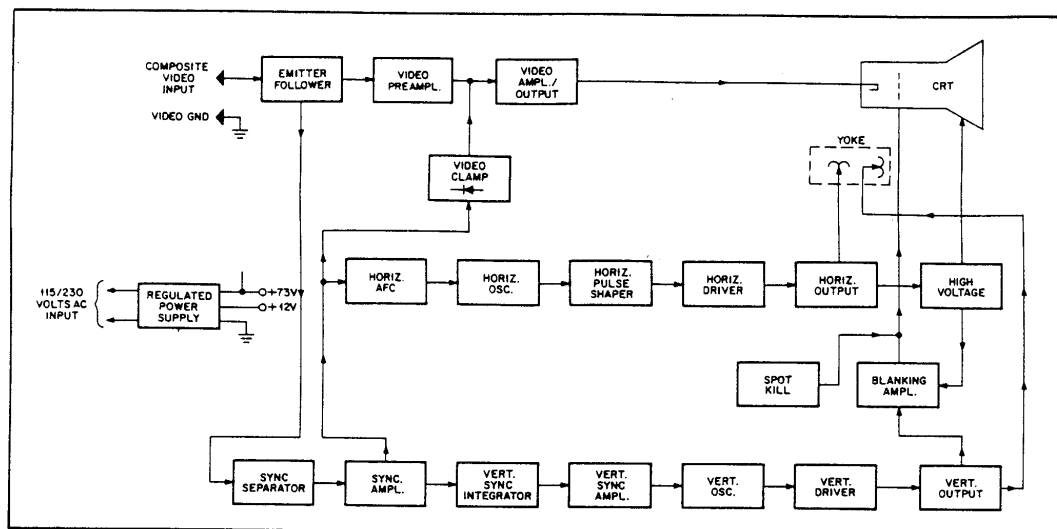 COMPOSITE
VIDEO
INPUT
VIDEO GND
EMITTER
FOLLOWER
VIDEO
PREAMPL.
VIDEO
AMPL./
OUTPUT
CRT
YOKE
VIDEO
CLAMP
115/230
VOLTS AC
INPUT
REGULATED
POWER
SUPPLY
+73V
+12V
HORIZ.
AFC
HORIZ.
OSC.
HORIZ.
PULSE
SHAPER
HORIZ.
DRIVER
HORIZ.
OUTPUT
HIGH
VOLTAGE
SPOT
KILL
BLANKING
AMPL.
SYNC
SEPARATOR
SYNC.
AMPL.
VERT.
SYNC
INTEGRATOR
VERT.
SYNC
AMPL.
VERT.
OSC.
VERT.
DRIVER
VERT.
OUTPUT